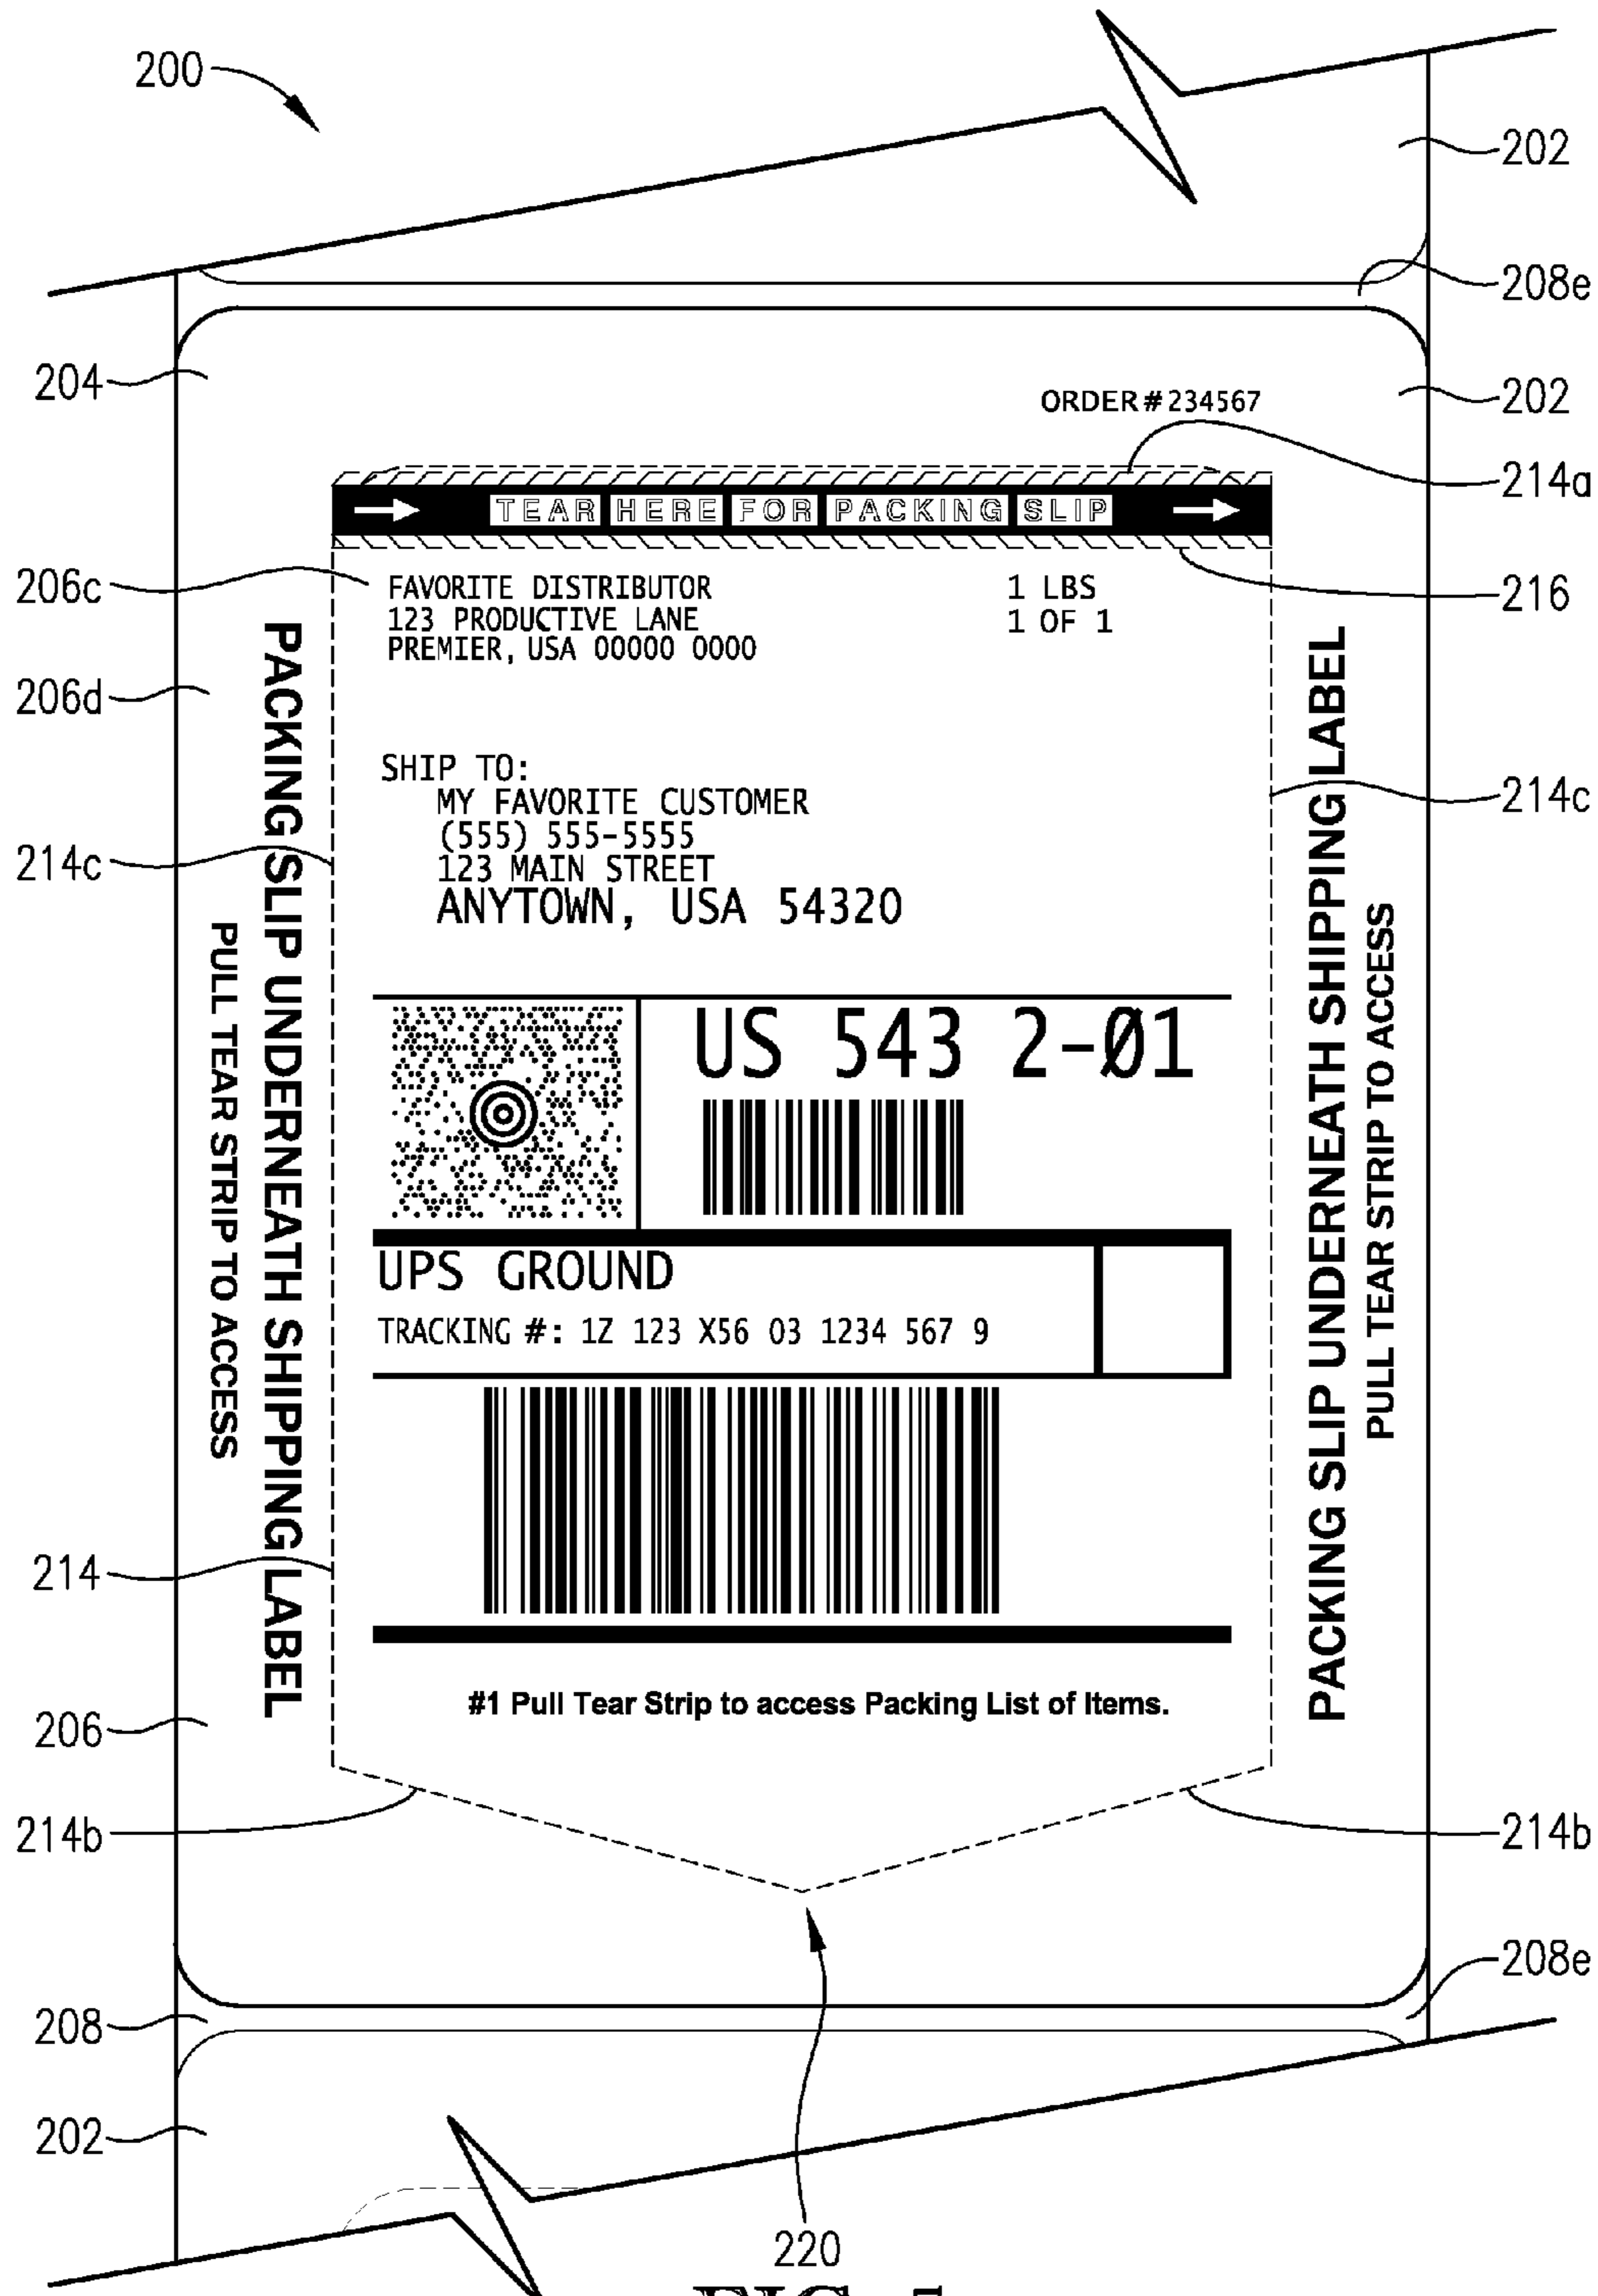 200
202
208e
204
202
ORDER # 234567
214a
TEAR HERE FOR PACKING SLIP
206c
FAVORITE DISTRIBUTOR
1 LBS
216
123 PRODUCTIVE LANE
1 OF 1
PREMIER, USA 00000 0000
206d
PACKING SLIP UNDERNEATH SHIPPING LABEL
PULL TEAR STRIP TO ACCESS
SHIP TO:
MY FAVORITE CUSTOMER
(555) 555-5555
123 MAIN STREET
ANYTOWN, USA 54320
214c
214c
PACKING SLIP UNDERNEATH SHIPPING LABEL
PULL TEAR STRIP TO ACCESS
US 543 2-01
UPS GROUND
TRACKING #: 1Z 123 X56 03 1234 567 9
214
#1 Pull Tear Strip to access Packing List of Items.
206
214b
214b
208e
208
202
220